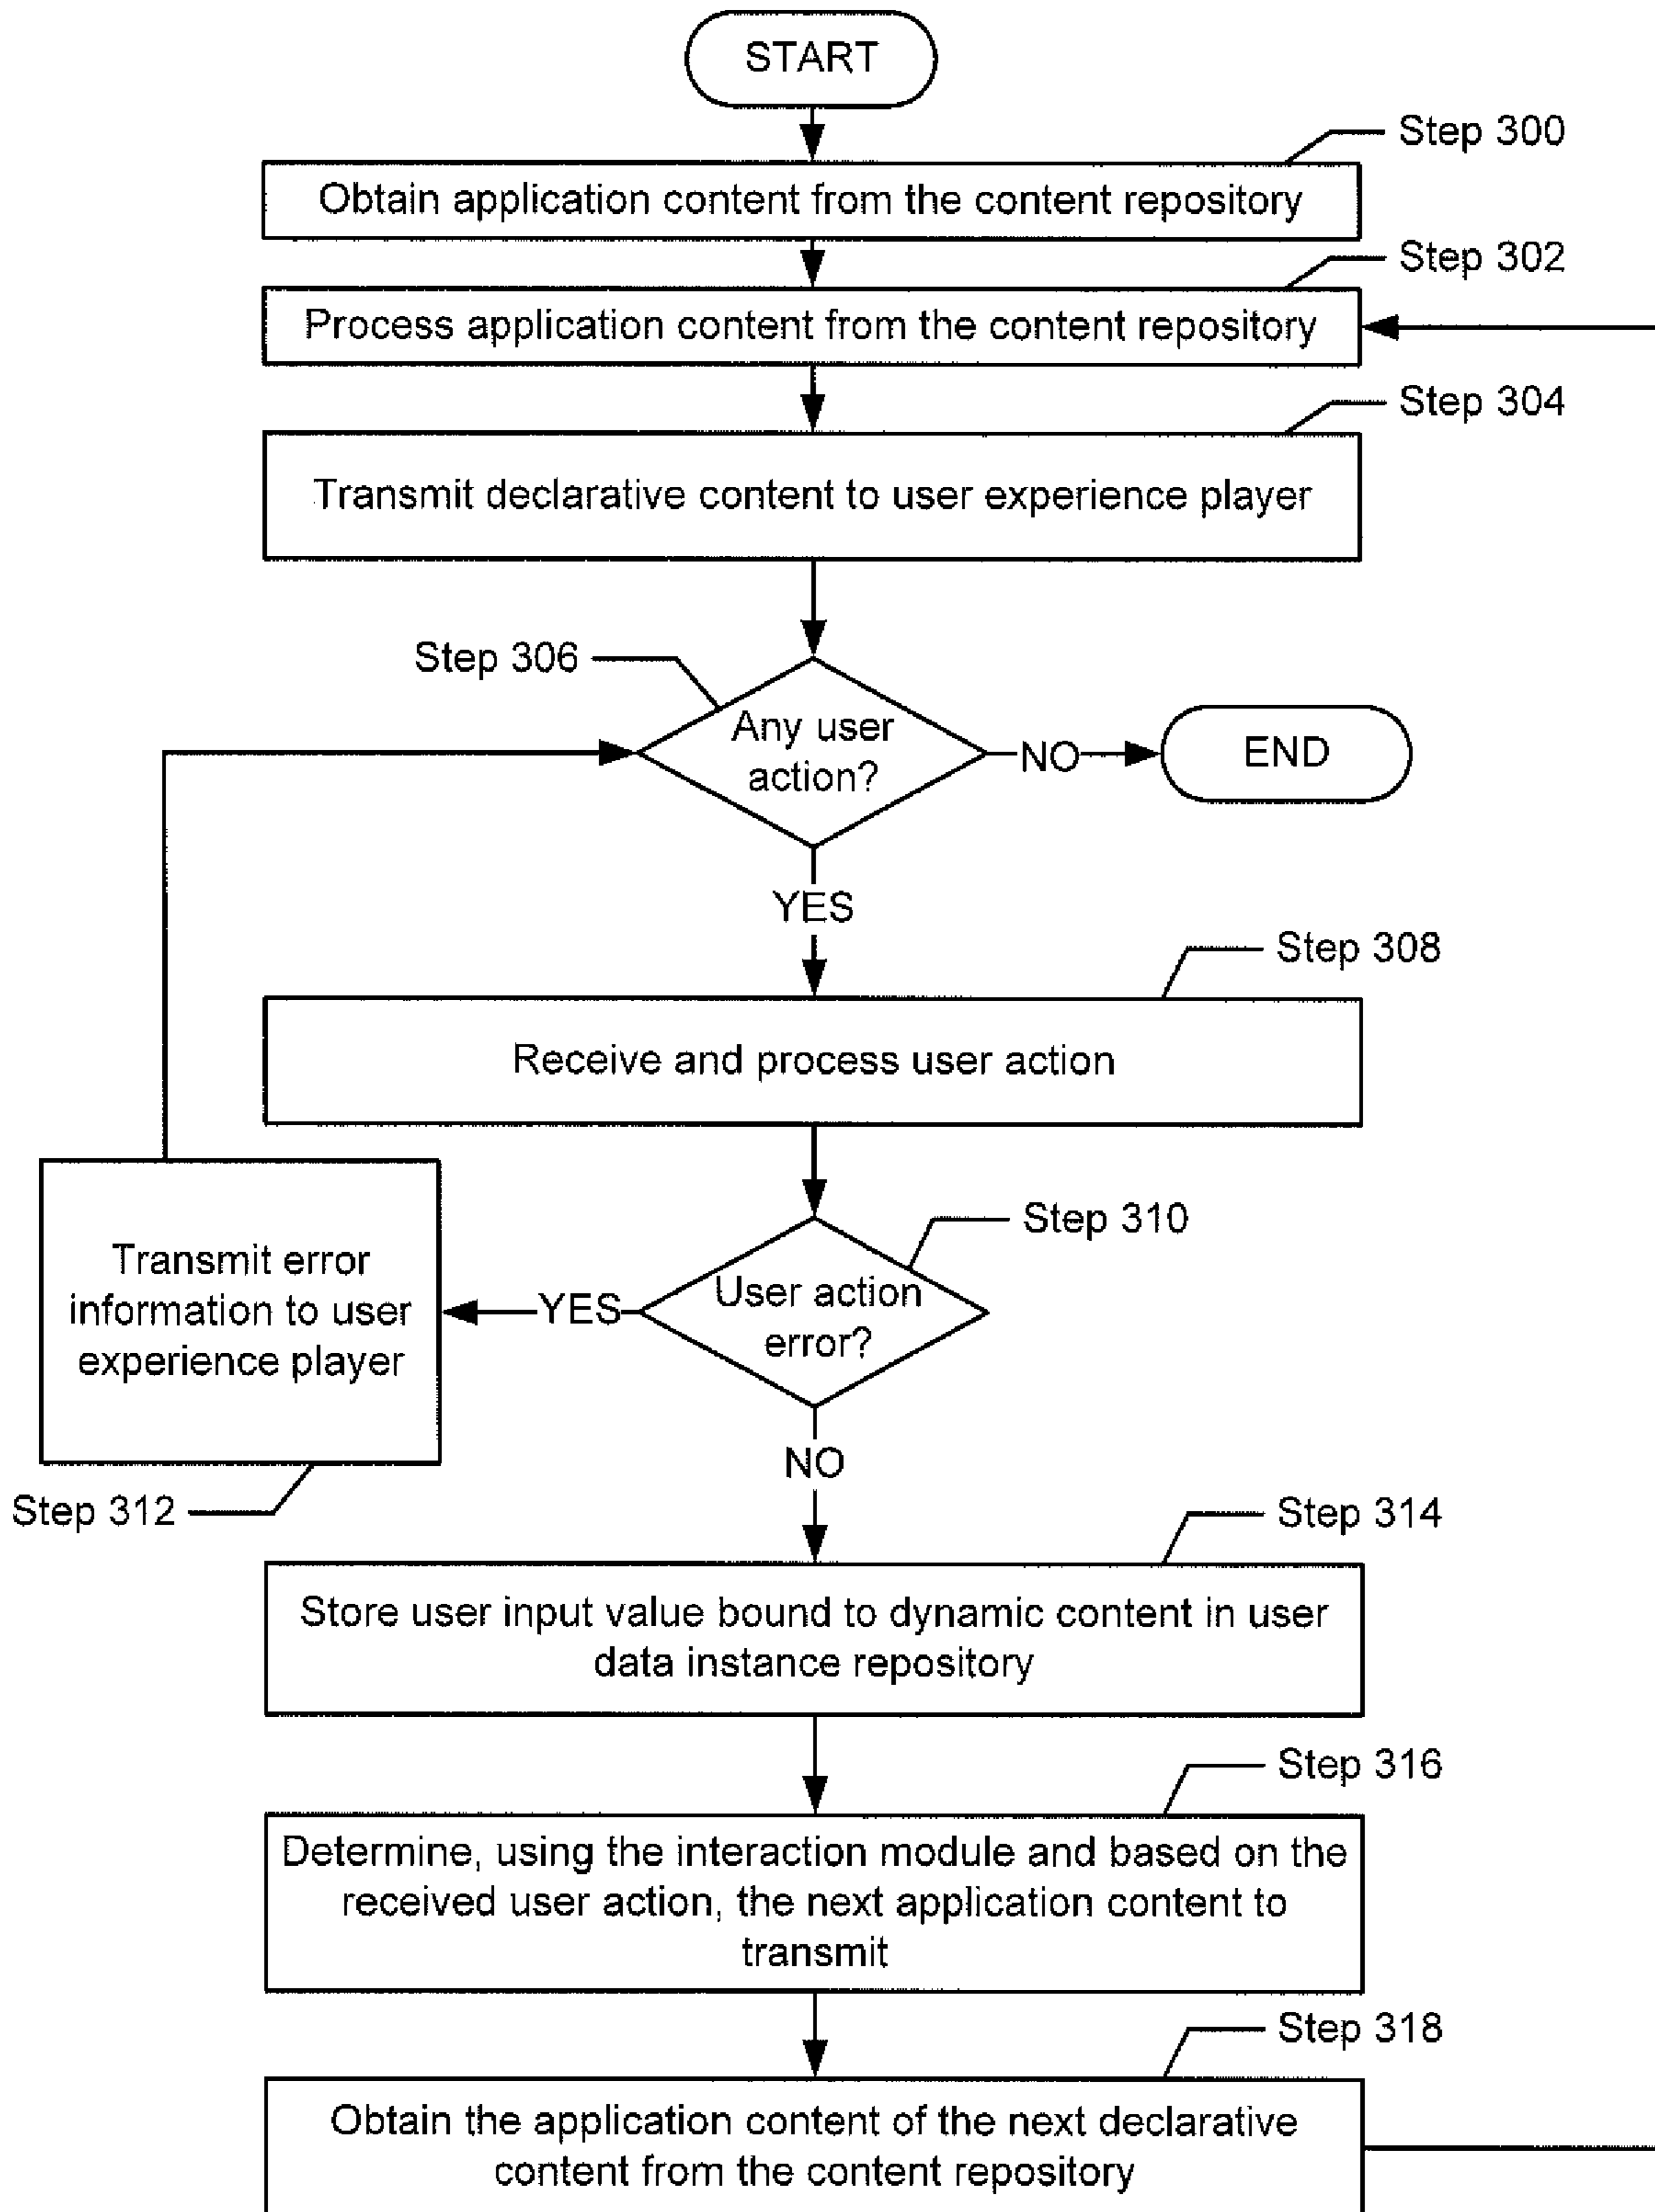 START
Step 300
Obtain application content from the content repository
Step 302
Process application content from the content repository
Step 304
Transmit declarative content to user experience player
Step 306
Any user
action?
NO
END
YES
Step 308
Receive and process user action
Step 310
User action
error?
YES
Transmit error
information to user
experience player
Step 312
NO
Step 314
Store user input value bound to dynamic content in user
data instance repository
Step 316
Determine, using the interaction module and based on the
received user action, the next application content to
transmit
Step 318
Obtain the application content of the next declarative
content from the content repository